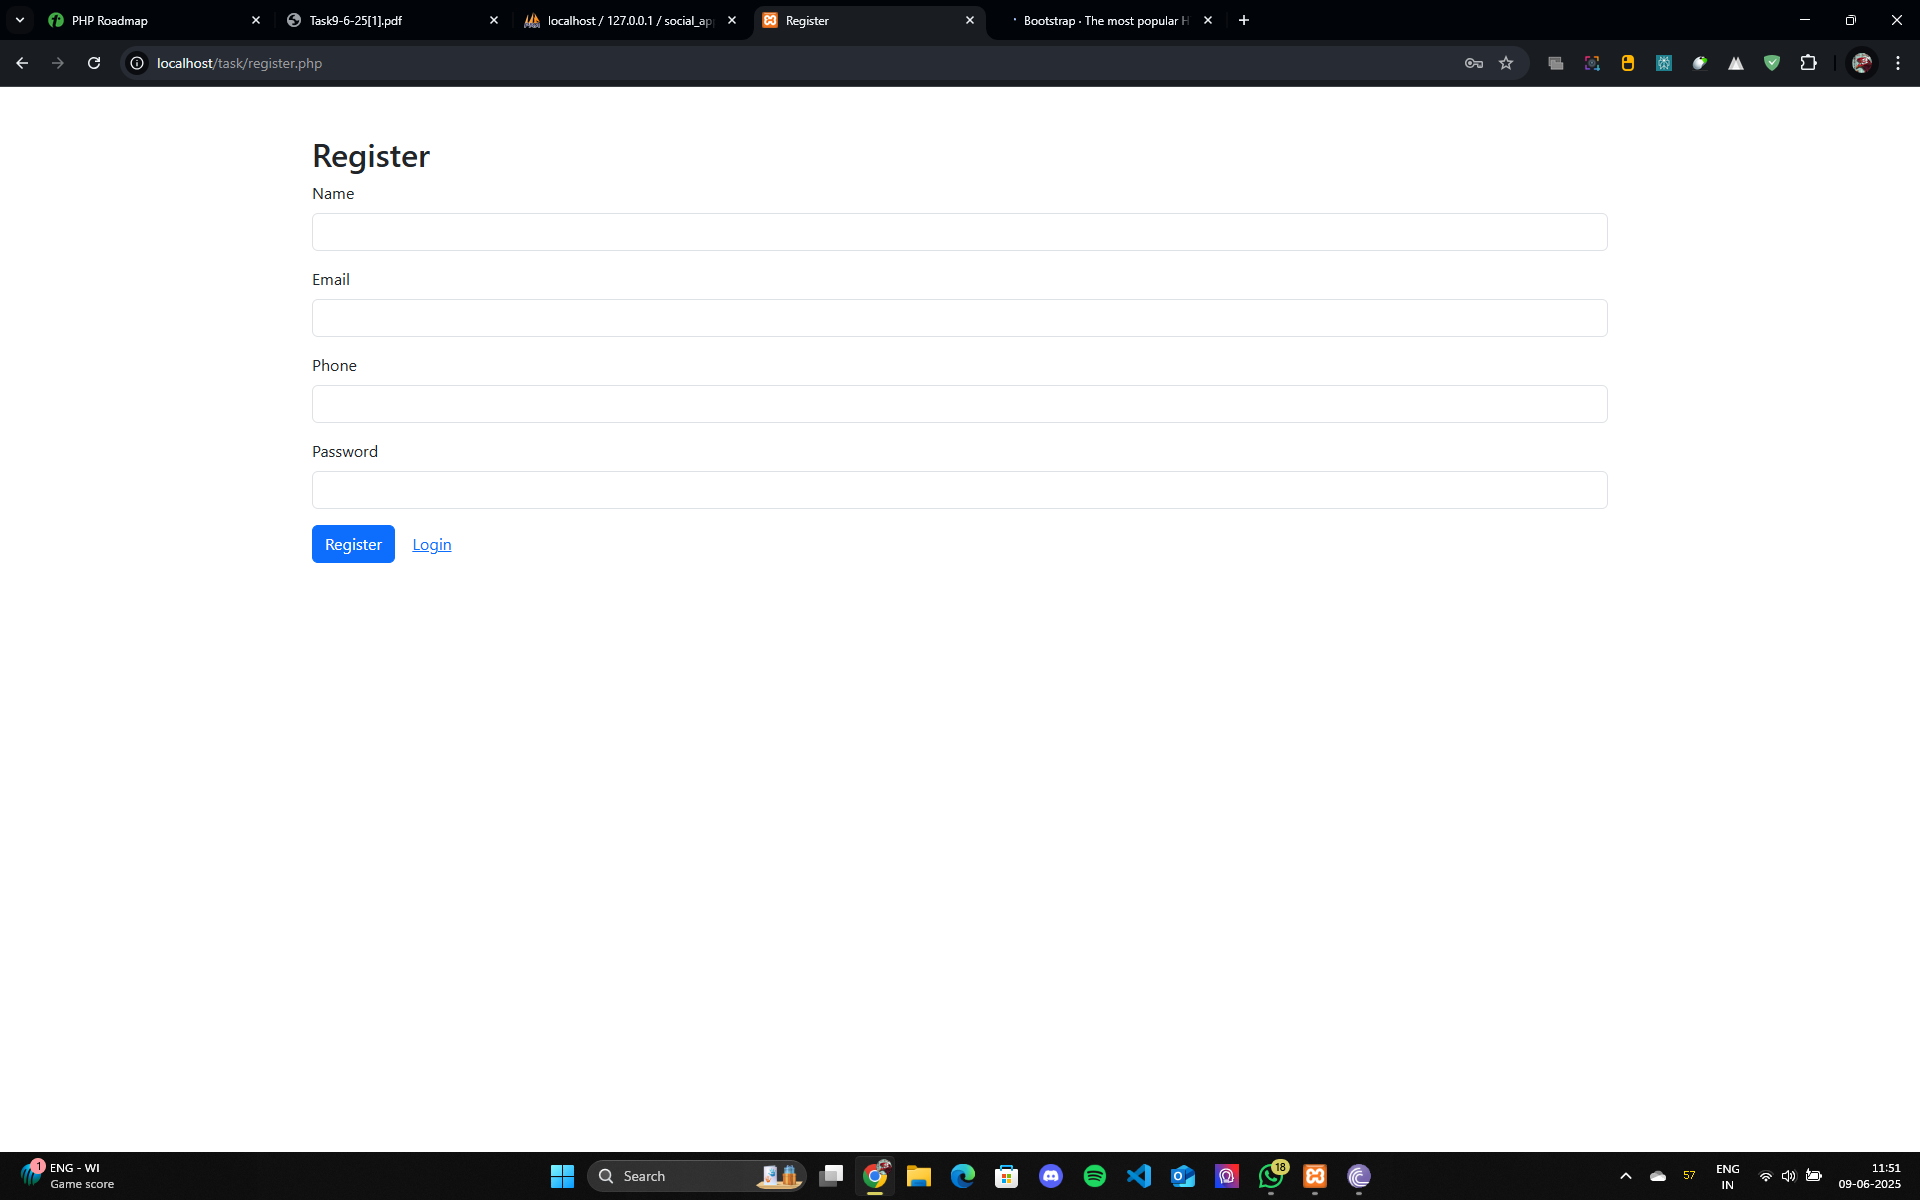 PHP Roadmap
Task9-6-25[1].pdf
localhost / 127.0.0.1 / social_ap
Register
Bootstrap · The most popular H
localhost/task/register.php
Register
Name
Email
Phone
Password
Register Login
1
ENG - WI
Game score
Search
18
57
ENG
IN
11:51
09-06-2025